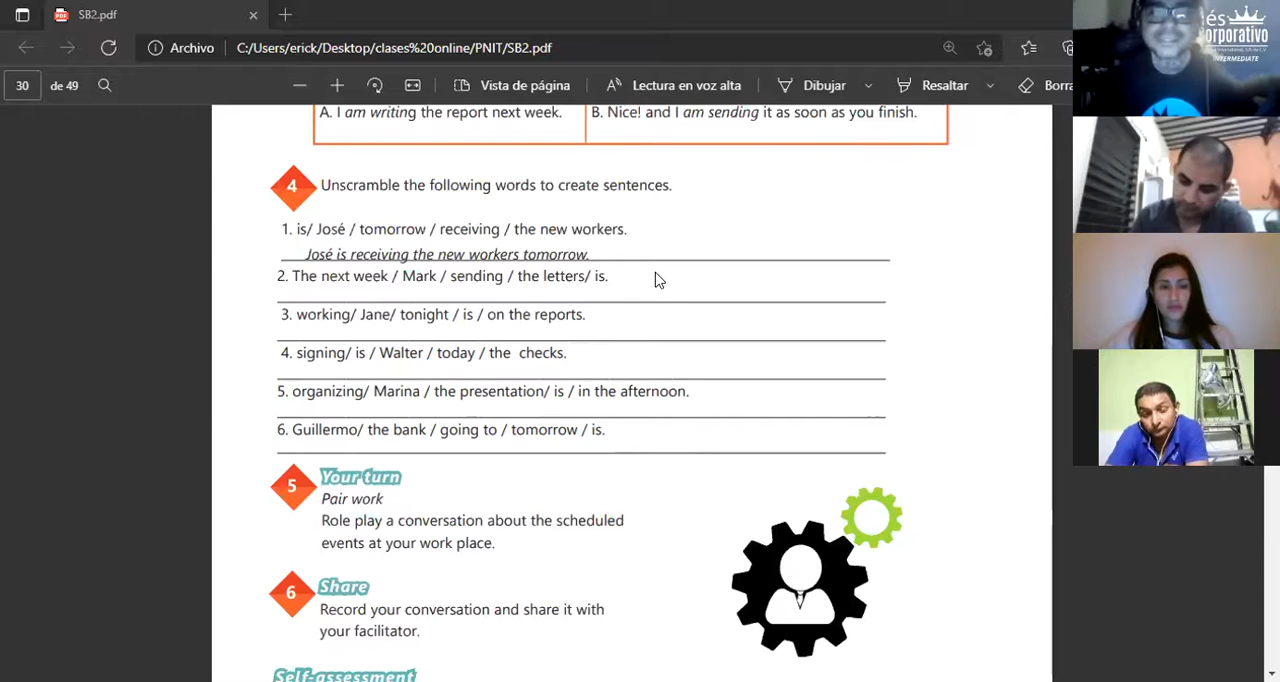 SB2.pdf
Archivo C:/Users/erick/Desktop/clases%20online/PNIT/SB2.pdf
30 de 49 Vista de página Lectura en voz alta Dibujar Resaltar Borra
A. I am writing the report next week. B. Nice! and I am sending it as soon as you finish.
4 Unscramble the following words to create sentences.
1. is/ José / tomorrow / receiving / the new workers.
José is receiving the new workers tomorrow.
2. The next week / Mark / sending / the letters/ is.
3. working/ Jane/ tonight / is / on the reports.
4. signing/ is / Walter / today / the checks.
5. organizing/ Marina / the presentation/ is / in the afternoon.
6. Guillermo/ the bank / going to / tomorrow / is.
5 Your turn
Pair work
Role play a conversation about the scheduled
events at your work place.
6 Share
Record your conversation and share it with
your facilitator.
Self-assessment
és
orporativo
INTERMEDIATE